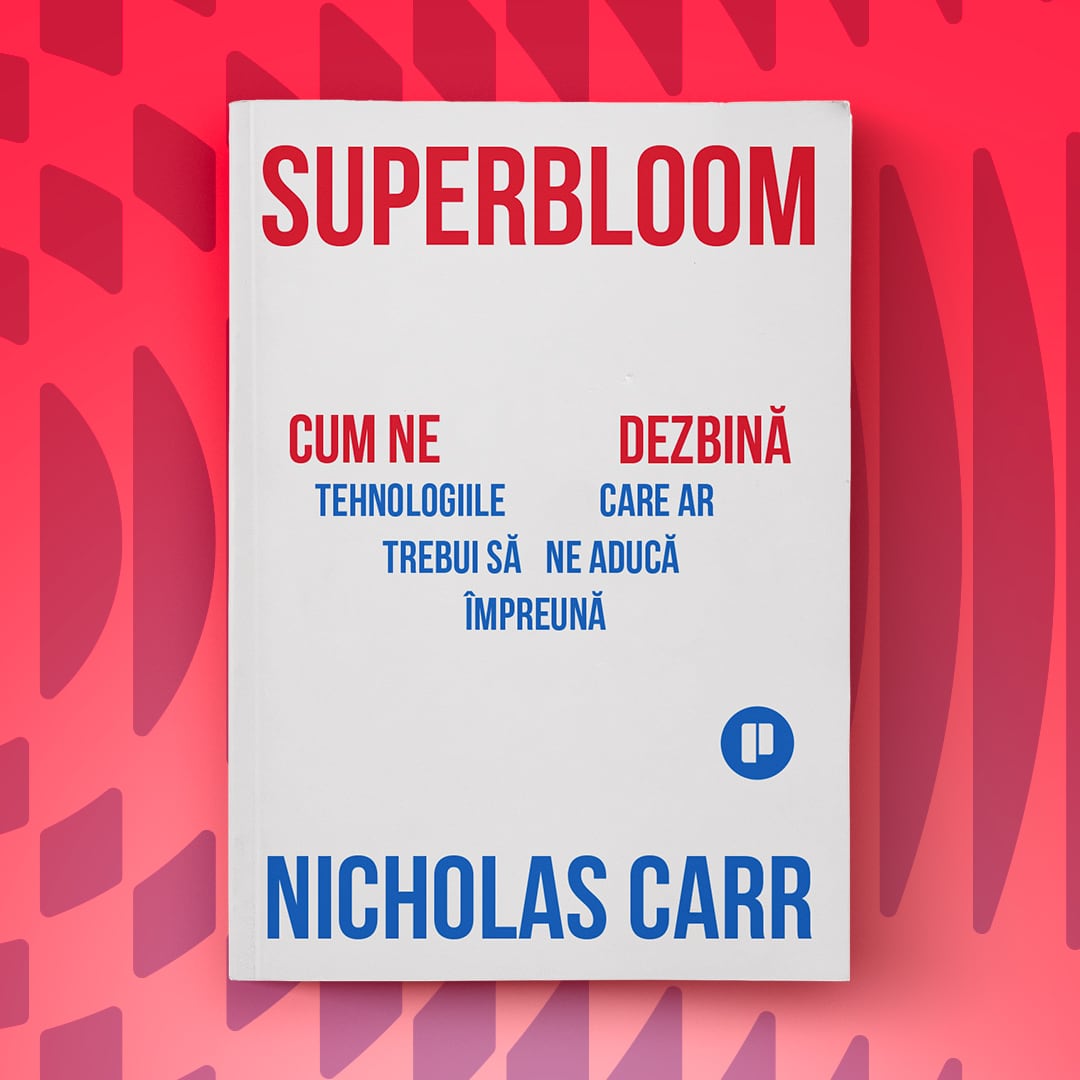 SUPERBLOOM
CUM NE DEZBINĂ
TEHNOLOGIILE CARE AR
TREBUI SĂ NE ADUCĂ
ÎMPREUNĂ
NICHOLAS CARR